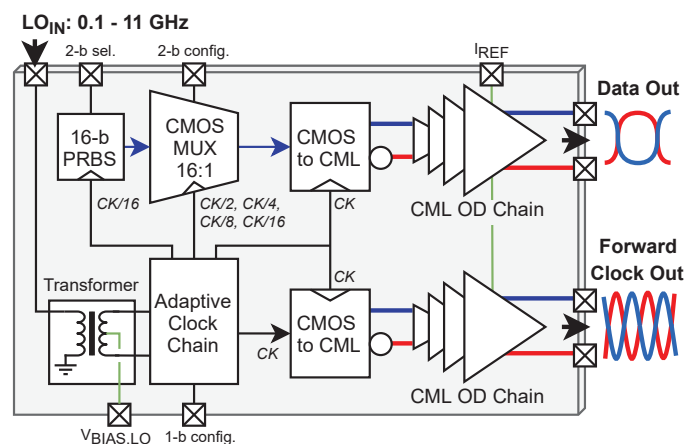 LO_IN: 0.1 - 11 GHz
2-b sel.
2-b config.
I_REF
Data Out
16-b
PRBS
CMOS
MUX
16:1
CMOS
to CML
CML OD Chain
CK/16
CK/2, CK/4,
CK/8, CK/16
CK
Transformer
Adaptive
Clock
Chain
CK
CK
CMOS
to CML
CML OD Chain
Forward
Clock Out
V_BIAS,LO
1-b config.